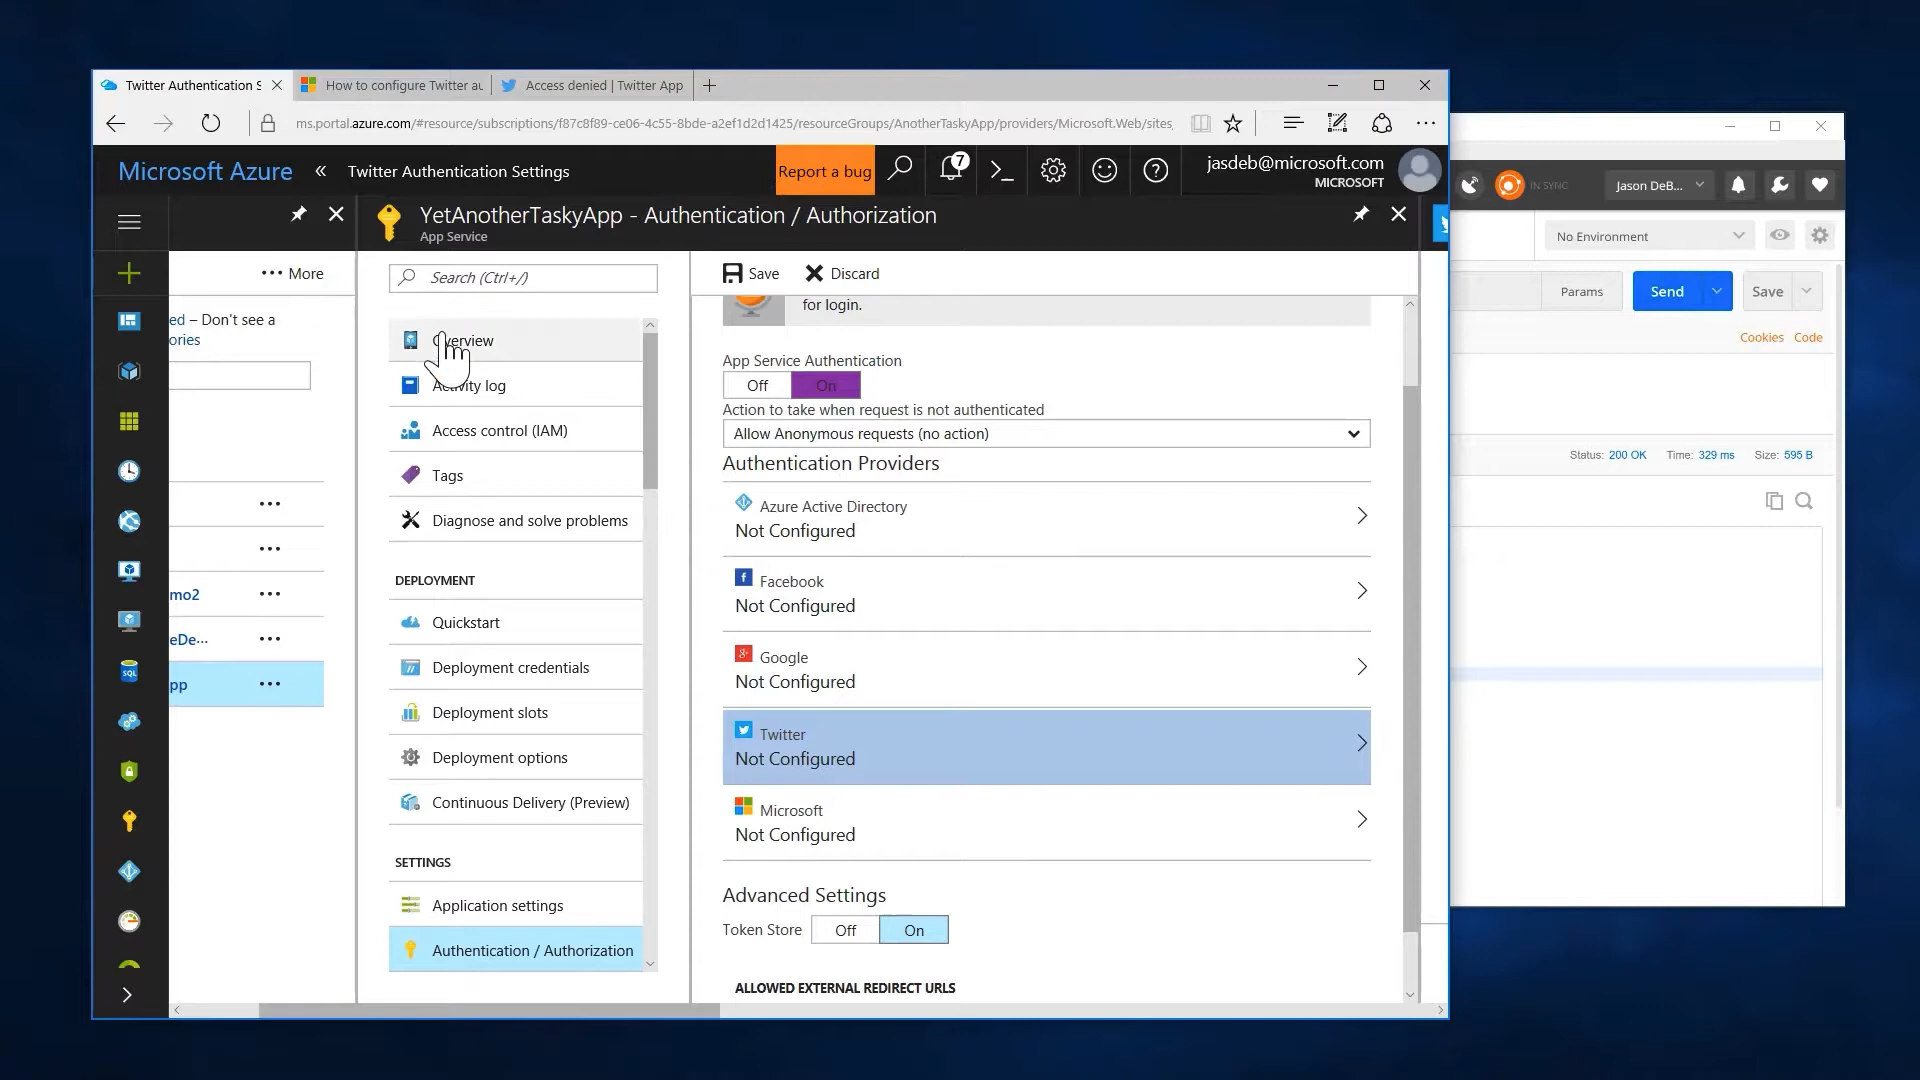 Twitter Authentication S
How to configure Twitter au
Access denied | Twitter App
ms.portal.azure.com/#resource/subscriptions/f87c8f89-ce06-4c55-8bde-a2ef1d2d1425/resourceGroups/AnotherTaskyApp/providers/Microsoft.Web/sites
Microsoft Azure
«
Twitter Authentication Settings
Report a bug
7
jasdeb@microsoft.com
MICROSOFT
More
ed – Don't see a
ories
mo2
eDe...
pp
SQL
YetAnotherTaskyApp - Authentication / Authorization
App Service
Search (Ctrl+/)
Overview
Activity log
Access control (IAM)
Tags
Diagnose and solve problems
DEPLOYMENT
Quickstart
Deployment credentials
Deployment slots
Deployment options
Continuous Delivery (Preview)
SETTINGS
Application settings
Authentication / Authorization
Save
Discard
for login.
App Service Authentication
Off
On
Action to take when request is not authenticated
Allow Anonymous requests (no action)
Authentication Providers
Azure Active Directory
Not Configured
Facebook
Not Configured
Google
Not Configured
Twitter
Not Configured
Microsoft
Not Configured
Advanced Settings
Token Store
Off
On
ALLOWED EXTERNAL REDIRECT URLS
IN SYNC
Jason DeB...
No Environment
Params
Send
Save
Cookies
Code
Status: 200 OK
Time: 329 ms
Size: 595 B